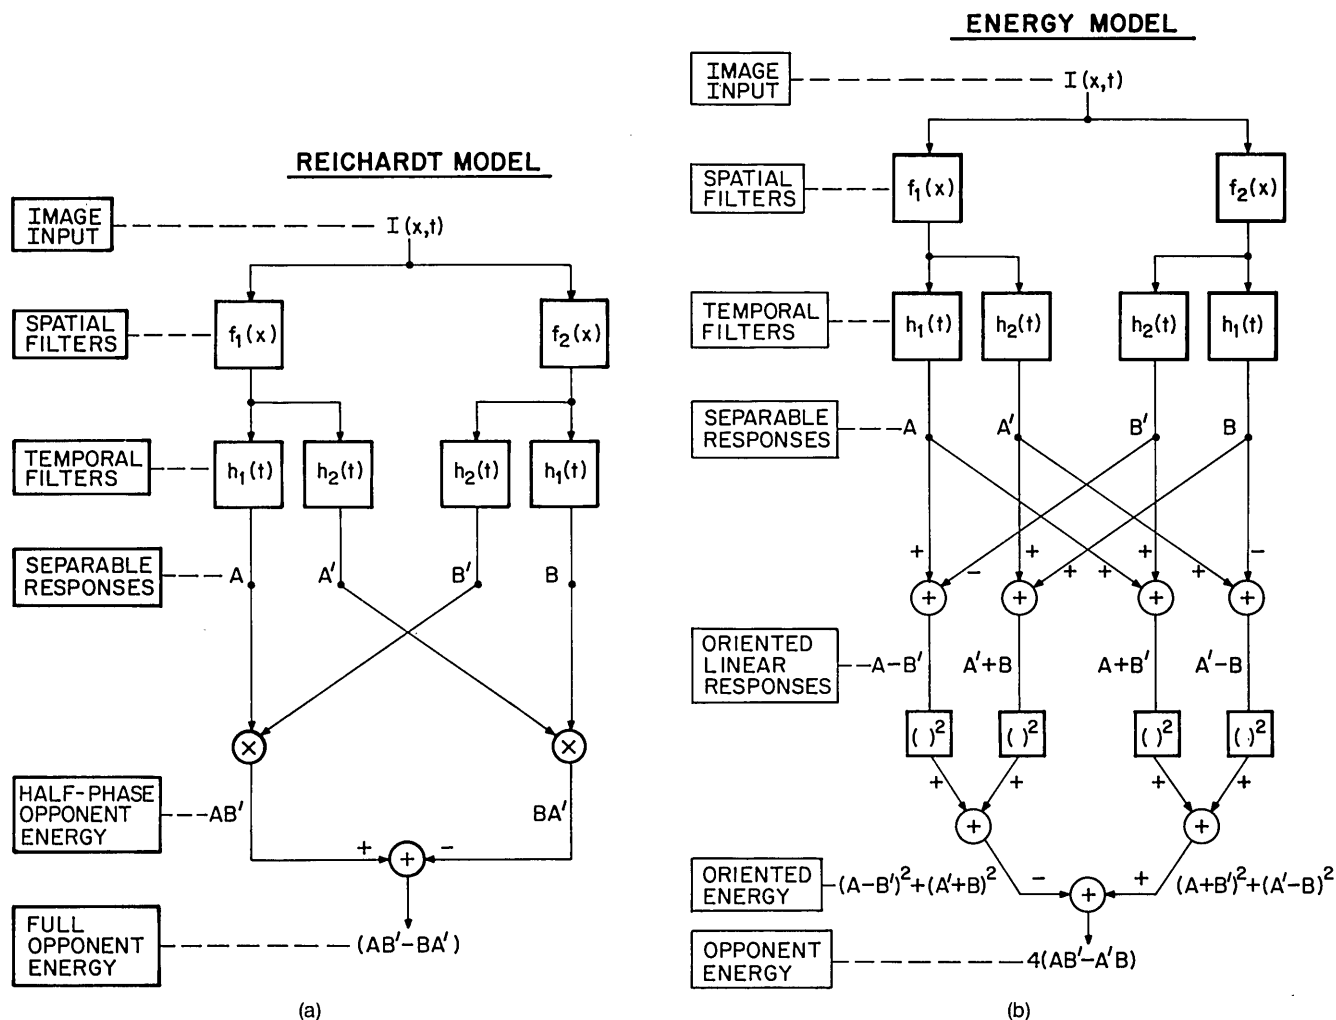 REICHARDT MODEL
IMAGE
INPUT
I(x,t)
SPATIAL
FILTERS
f₁(x)
f₂(x)
TEMPORAL
FILTERS
h₁(t)
h₂(t)
h₂(t)
h₁(t)
SEPARABLE
RESPONSES
A
A′
B′
B
×
×
HALF-PHASE
OPPONENT
ENERGY
AB′
BA′
+
+
−
FULL
OPPONENT
ENERGY
(AB′−BA′)
(a)
ENERGY MODEL
IMAGE
INPUT
I(x,t)
SPATIAL
FILTERS
f₁(x)
f₂(x)
TEMPORAL
FILTERS
h₁(t)
h₂(t)
h₂(t)
h₁(t)
SEPARABLE
RESPONSES
A
A′
B′
B
+
−
+
+
+
+
+
−
+
+
+
+
ORIENTED
LINEAR
RESPONSES
A−B′
A′+B
A+B′
A′−B
( )²
( )²
( )²
( )²
+
+
+
+
+
+
ORIENTED
ENERGY
(A−B′)²+(A′+B)²
−
+
+
(A+B′)²+(A′−B)²
OPPONENT
ENERGY
4(AB′−A′B)
(b)